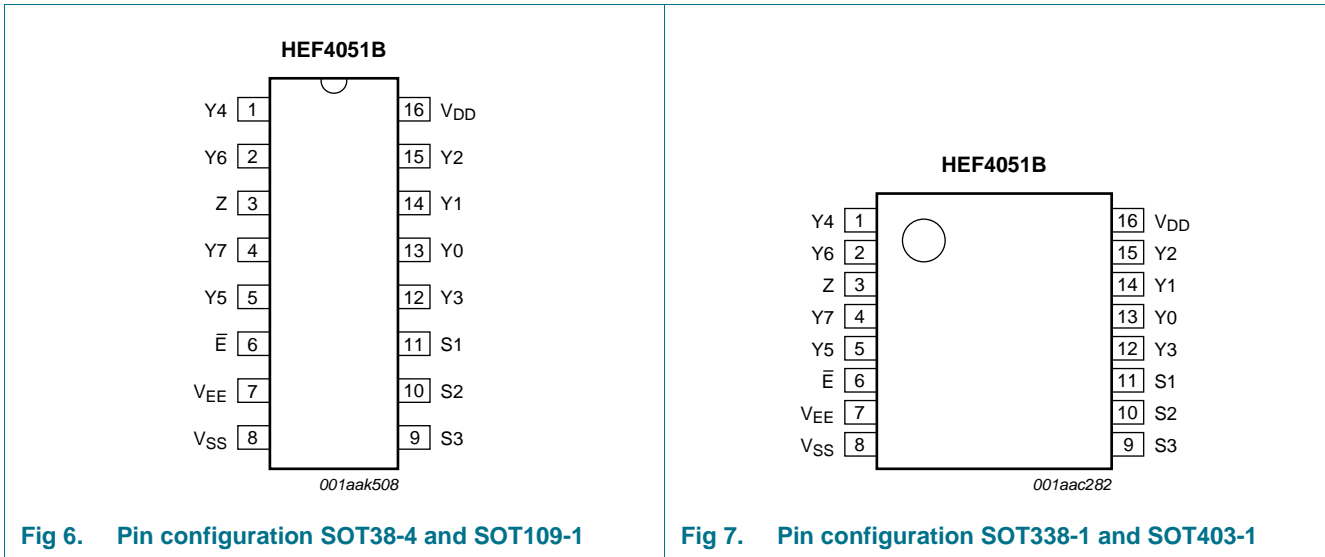 HEF4051B
Y4 1 16 VDD
Y6 2 15 Y2
Z 3 14 Y1
Y7 4 13 Y0
Y5 5 12 Y3
E̅ 6 11 S1
VEE 7 10 S2
VSS 8 9 S3
001aak508
Fig 6. Pin configuration SOT38-4 and SOT109-1
HEF4051B
Y4 1 16 VDD
Y6 2 15 Y2
Z 3 14 Y1
Y7 4 13 Y0
Y5 5 12 Y3
E̅ 6 11 S1
VEE 7 10 S2
VSS 8 9 S3
001aac282
Fig 7. Pin configuration SOT338-1 and SOT403-1